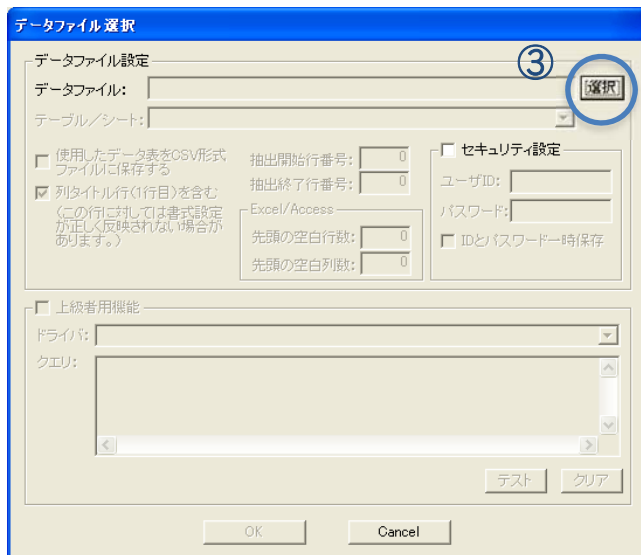 データファイル選択
データファイル設定
③
データファイル:
選択
テーブル／シート:
使用したデータ表をCSV形式
ファイルに保存する
列タイトル行(1行目)を含む
(この行に対しては書式設定
が正しく反映されない場合が
あります。)
抽出開始行番号: 0
抽出終了行番号: 0
Excel/Access
先頭の空白行数: 0
先頭の空白列数: 0
セキュリティ設定
ユーザID:
パスワード:
IDとパスワード一時保存
上級者用機能
ドライバ:
クエリ:
テスト
クリア
OK
Cancel